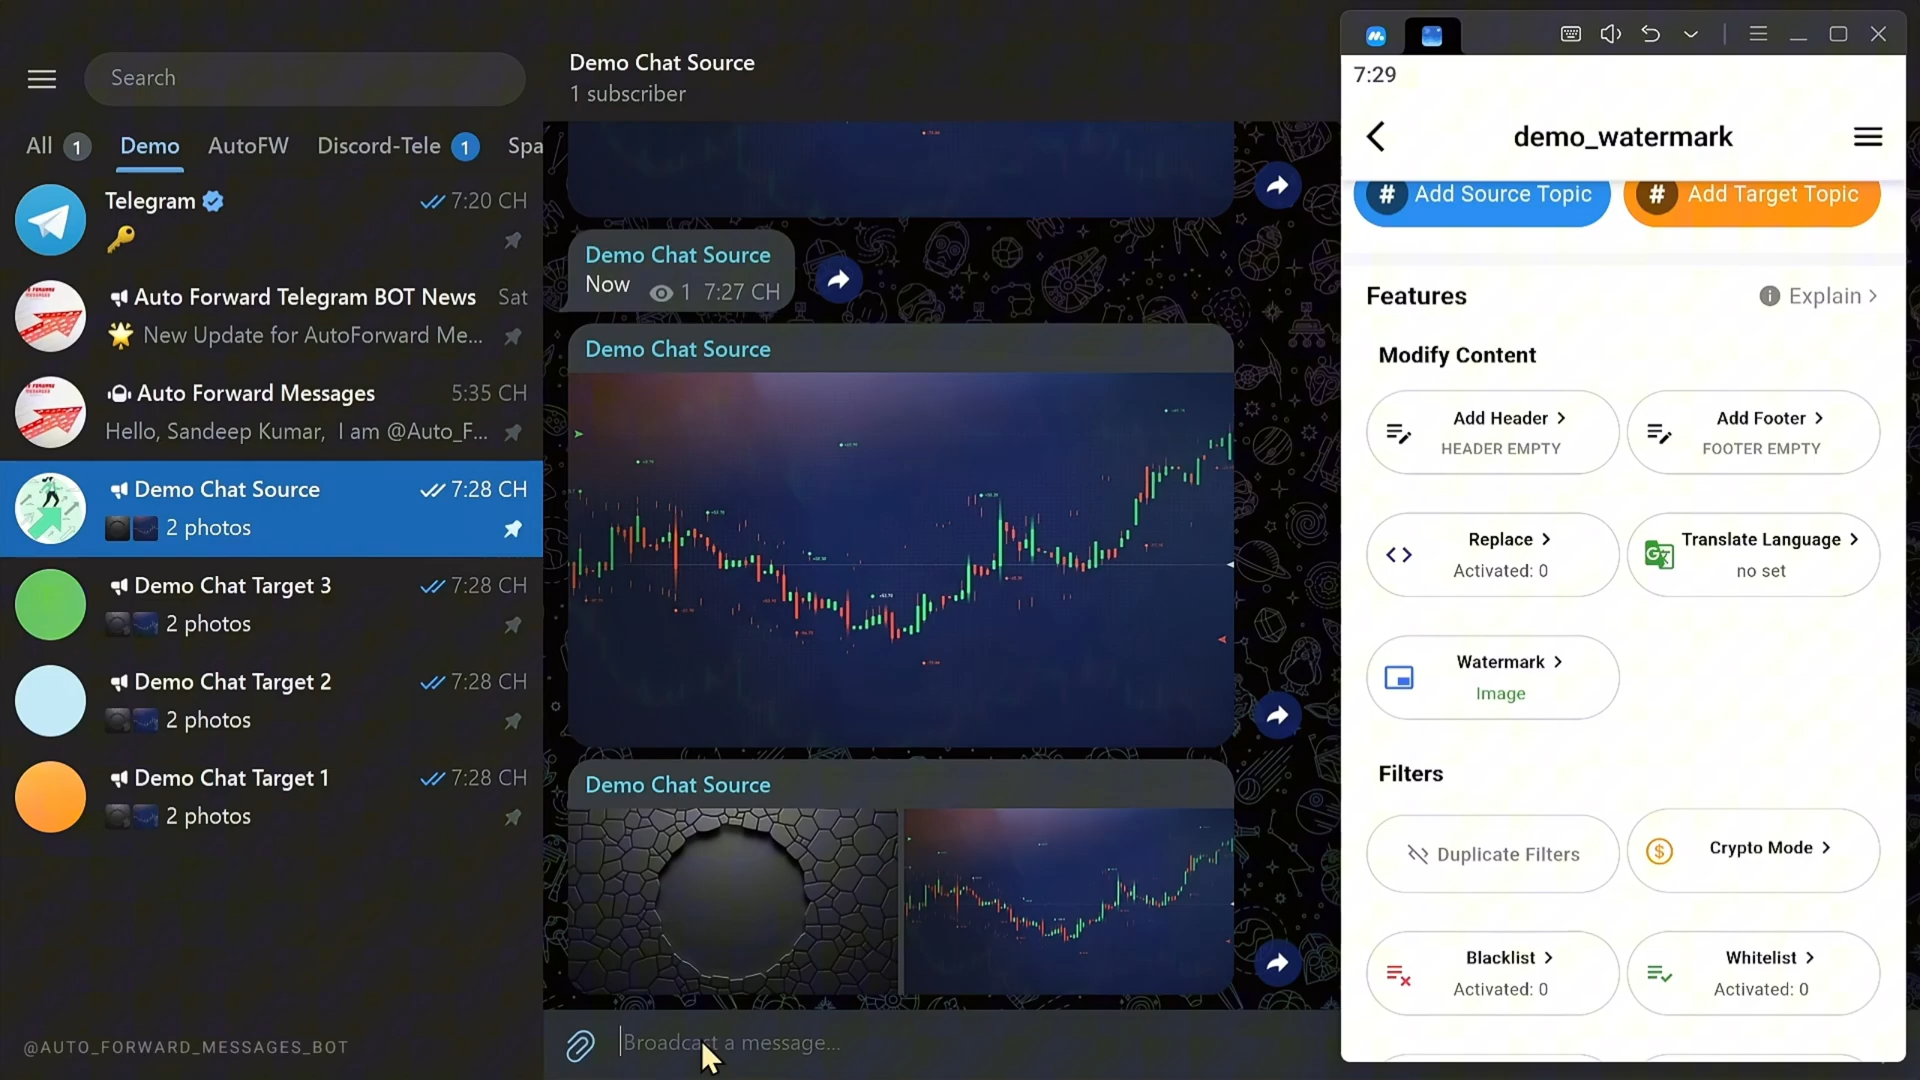 Search
All 1
Demo
AutoFW
Discord-Tele 1
Spa
Telegram
7:20 CH
Auto Forward Telegram BOT News
Sat
New Update for AutoForward Me...
Auto Forward Messages
5:35 CH
Hello, Sandeep Kumar, I am @Auto_F...
Demo Chat Source
7:28 CH
2 photos
Demo Chat Target 3
7:28 CH
2 photos
Demo Chat Target 2
7:28 CH
2 photos
Demo Chat Target 1
7:28 CH
2 photos
@AUTO_FORWARD_MESSAGES_BOT
Demo Chat Source
1 subscriber
Demo Chat Source
Now 1 7:27 CH
Demo Chat Source
Demo Chat Source
Broadcast a message...
7:29
demo_watermark
# Add Source Topic
# Add Target Topic
Features
Explain
Modify Content
Add Header
HEADER EMPTY
Add Footer
FOOTER EMPTY
Replace
Activated: 0
Translate Language
no set
Watermark
Image
Filters
Duplicate Filters
Crypto Mode
Blacklist
Activated: 0
Whitelist
Activated: 0